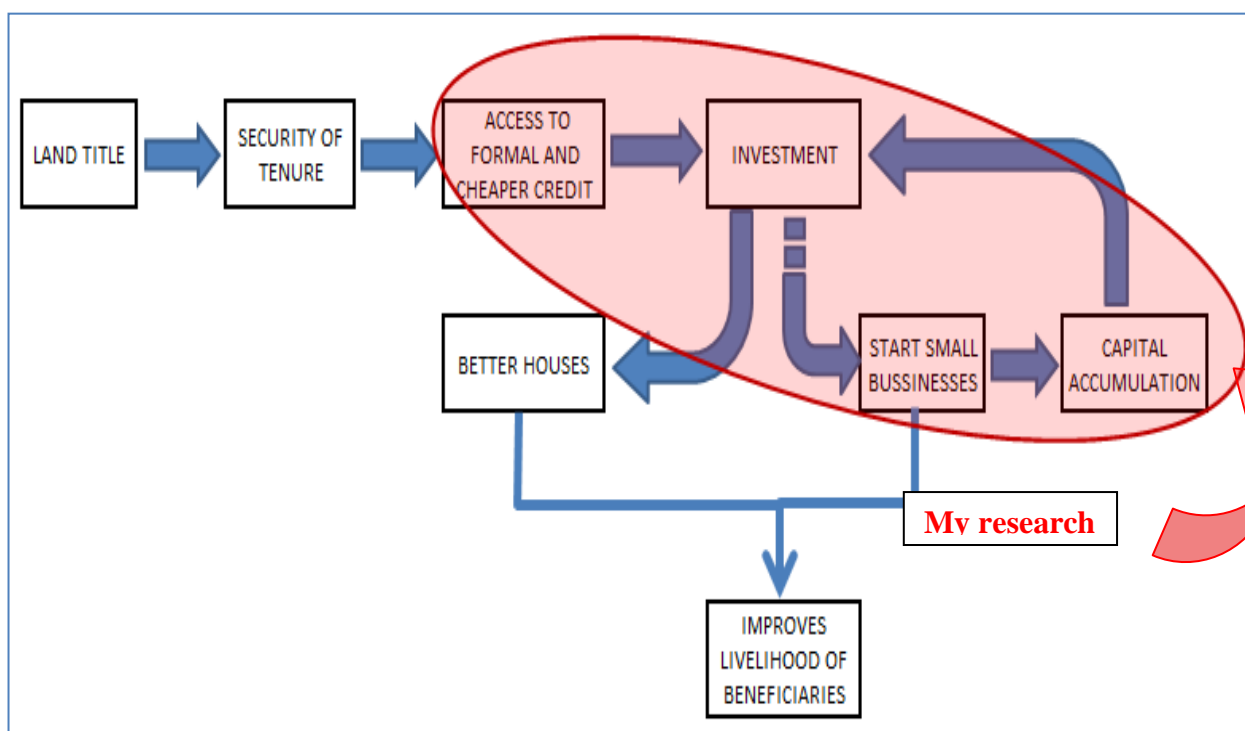 LAND TITLE
SECURITY OF
TENURE
ACCESS TO
FORMAL AND
CHEAPER CREDIT
INVESTMENT
BETTER HOUSES
START SMALL
BUSSINESSES
CAPITAL
ACCUMULATION
My research
IMPROVES
LIVELIHOOD OF
BENEFICIARIES